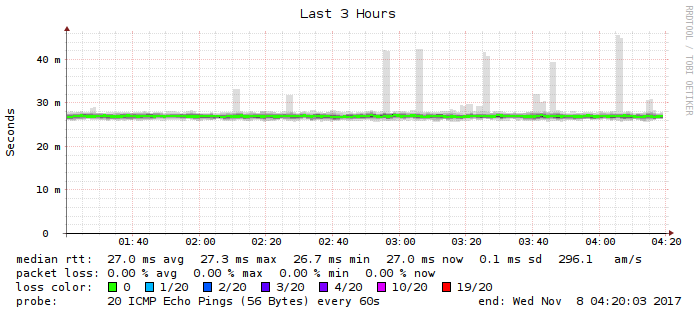 Last 3 Hours
RRDTOOL / TOBI OETIKER
Seconds
40 m
30 m
20 m
10 m
0
01:40 02:00 02:20 02:40 03:00 03:20 03:40 04:00 04:20
median rtt: 27.0 ms avg 27.3 ms max 26.7 ms min 27.0 ms now 0.1 ms sd 296.1 am/s
packet loss: 0.00 % avg 0.00 % max 0.00 % min 0.00 % now
loss color: 0 1/20 2/20 3/20 4/20 10/20 19/20
probe: 20 ICMP Echo Pings (56 Bytes) every 60s end: Wed Nov 8 04:20:03 2017